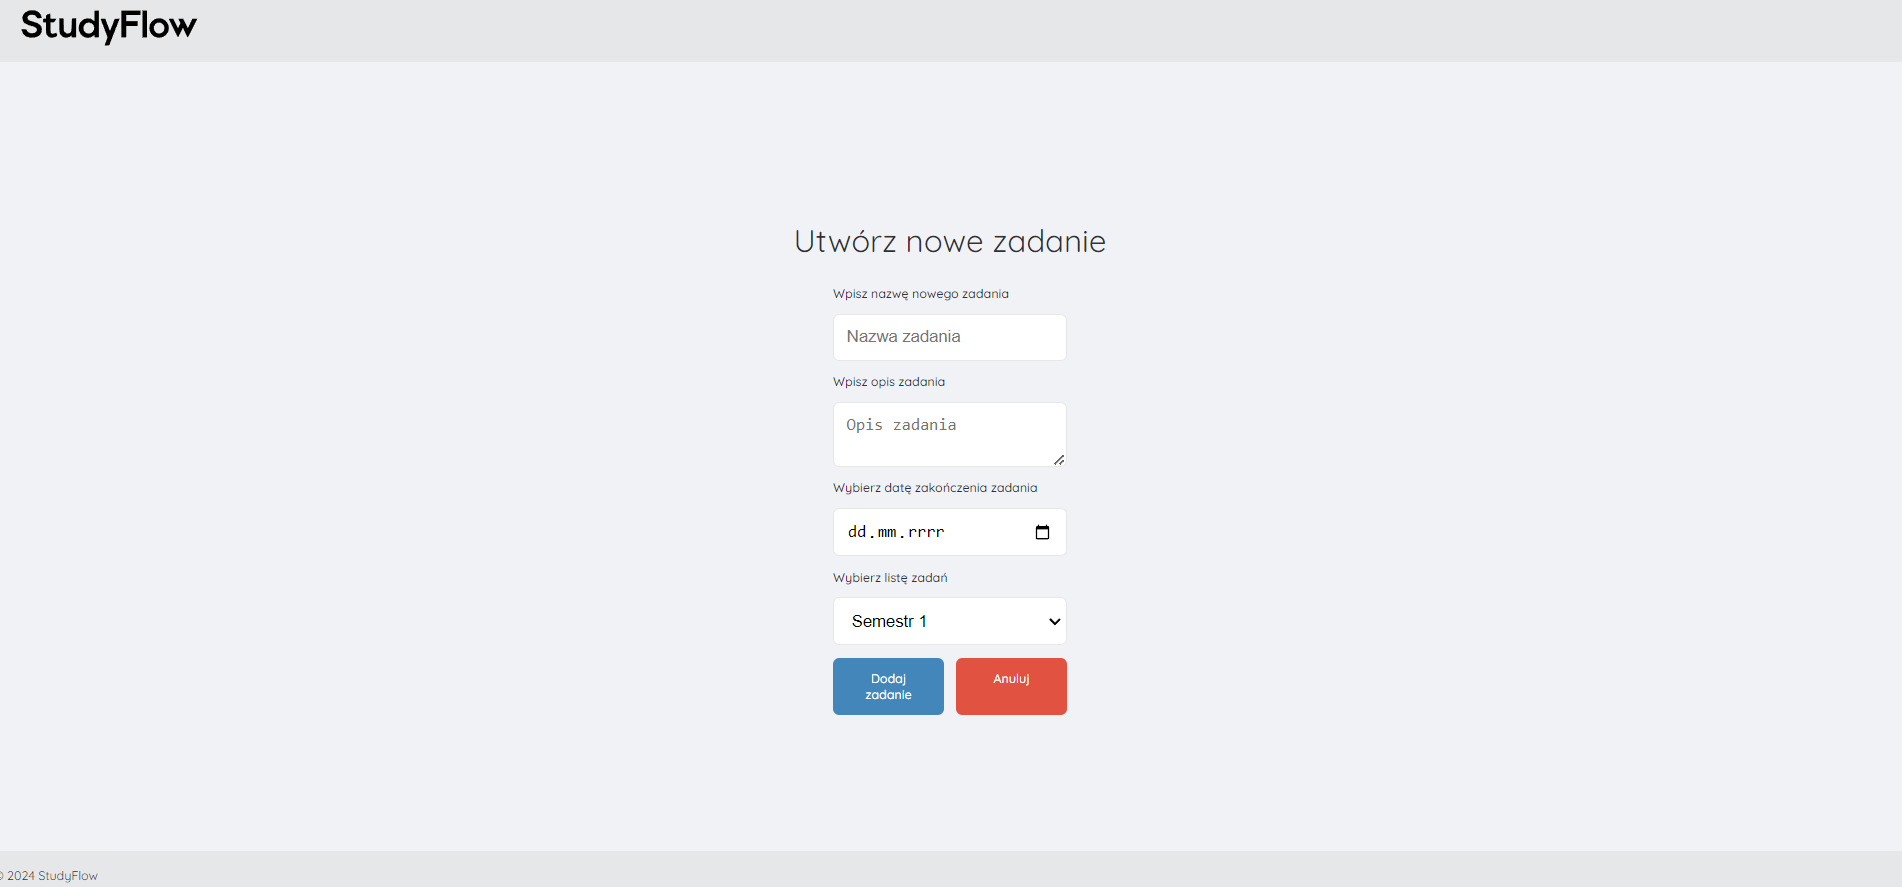 StudyFlow
Utwórz nowe zadanie
Wpisz nazwę nowego zadania
Nazwa zadania
Wpisz opis zadania
Opis zadania
Wybierz datę zakończenia zadania
dd.mm.rrrr
Wybierz listę zadań
Semestr 1
Dodaj
zadanie
Anuluj
© 2024 StudyFlow